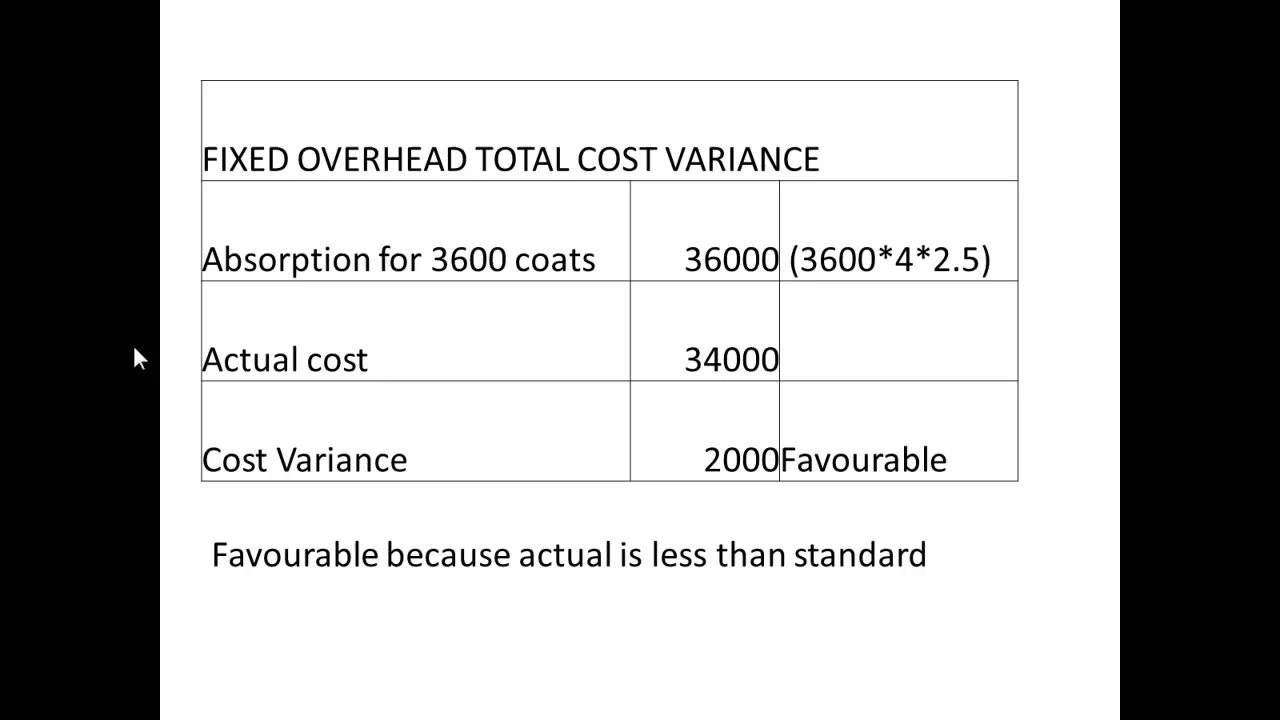 FIXED OVERHEAD TOTAL COST VARIANCE
Absorption for 3600 coats 36000 (3600*4*2.5)
Actual cost 34000
Cost Variance 2000 Favourable
Favourable because actual is less than standard